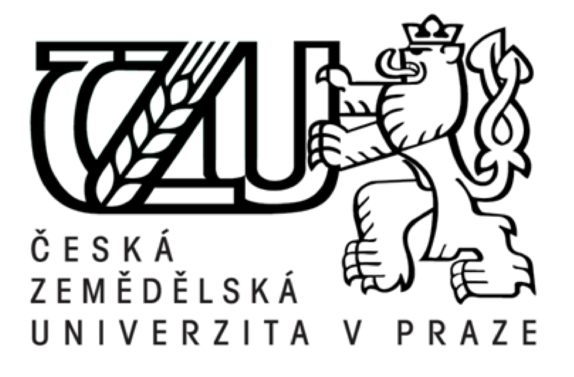 ČZU
ČESKÁ
ZEMĚDĚLSKÁ
UNIVERZITA V PRAZE